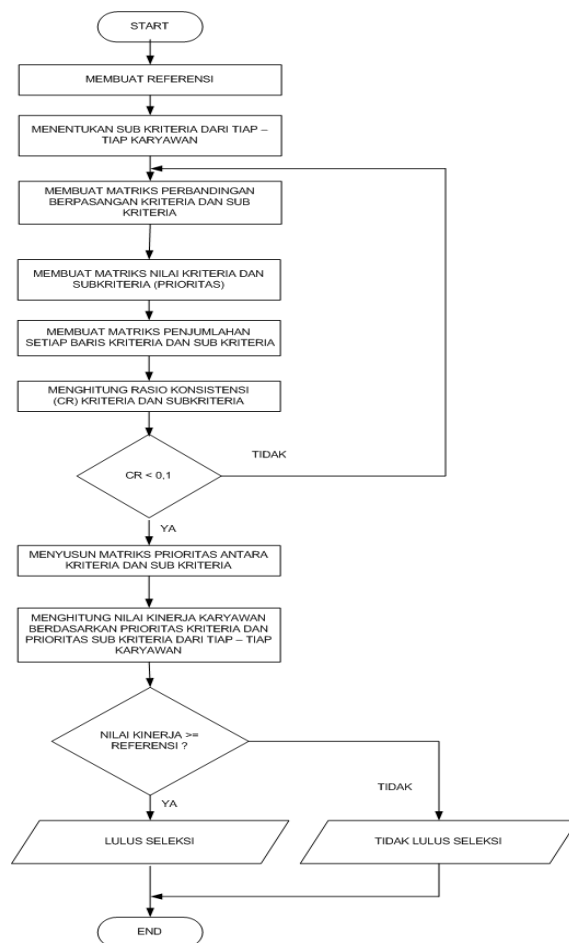 START
MEMBUAT REFERENSI
MENENTUKAN SUB KRITERIA DARI TIAP –
TIAP KARYAWAN
MEMBUAT MATRIKS PERBANDINGAN
BERPASANGAN KRITERIA DAN SUB
KRITERIA
MEMBUAT MATRIKS NILAI KRITERIA DAN
SUBKRITERIA (PRIORITAS)
MEMBUAT MATRIKS PENJUMLAHAN
SETIAP BARIS KRITERIA DAN SUB KRITERIA
MENGHITUNG RASIO KONSISTENSI
(CR) KRITERIA DAN SUBKRITERIA
CR < 0,1
TIDAK
YA
MENYUSUN MATRIKS PRIORITAS ANTARA
KRITERIA DAN SUB KRITERIA
MENGHITUNG NILAI KINERJA KARYAWAN
BERDASARKAN PRIORITAS KRITERIA DAN
PRIORITAS SUB KRITERIA DARI TIAP – TIAP
KARYAWAN
NILAI KINERJA >=
REFERENSI ?
TIDAK
YA
LULUS SELEKSI
TIDAK LULUS SELEKSI
END